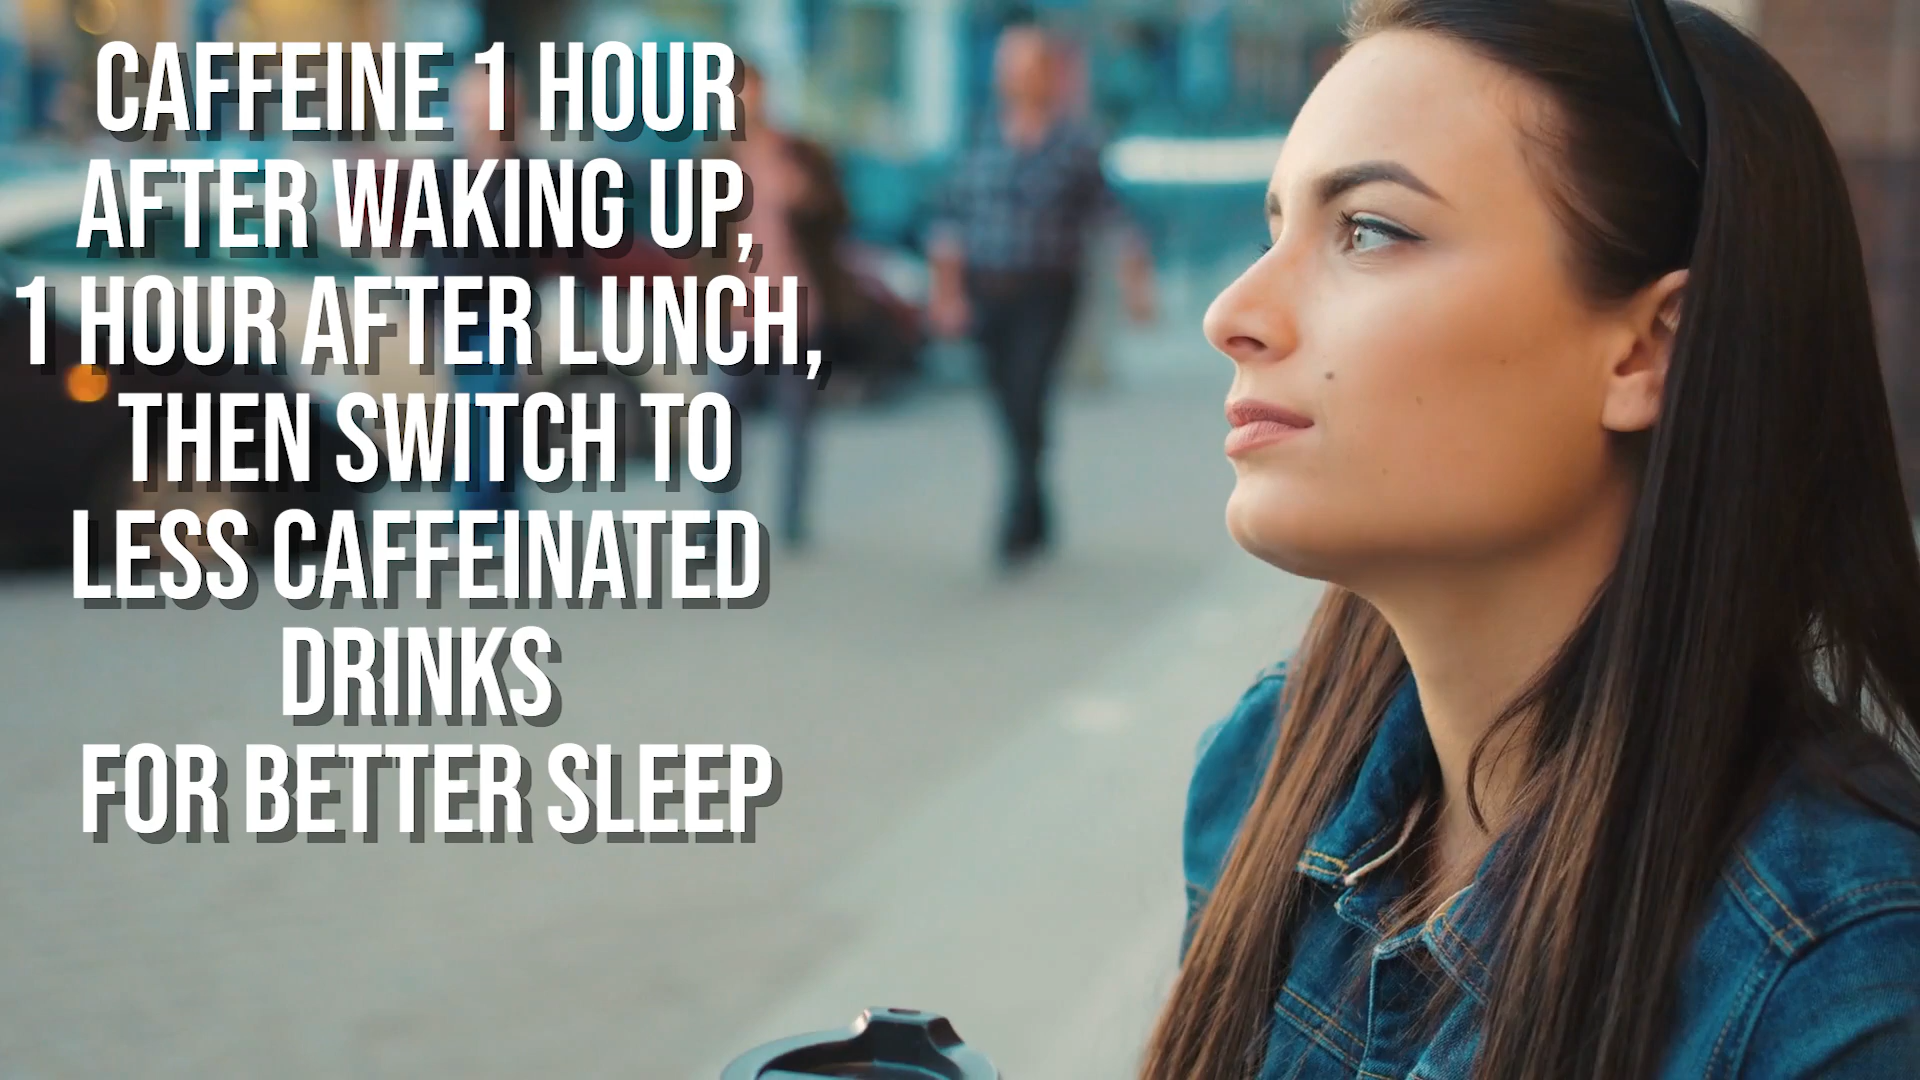 CAFFEINE 1 HOUR
AFTER WAKING UP,
1 HOUR AFTER LUNCH,
THEN SWITCH TO
LESS CAFFEINATED
DRINKS
FOR BETTER SLEEP